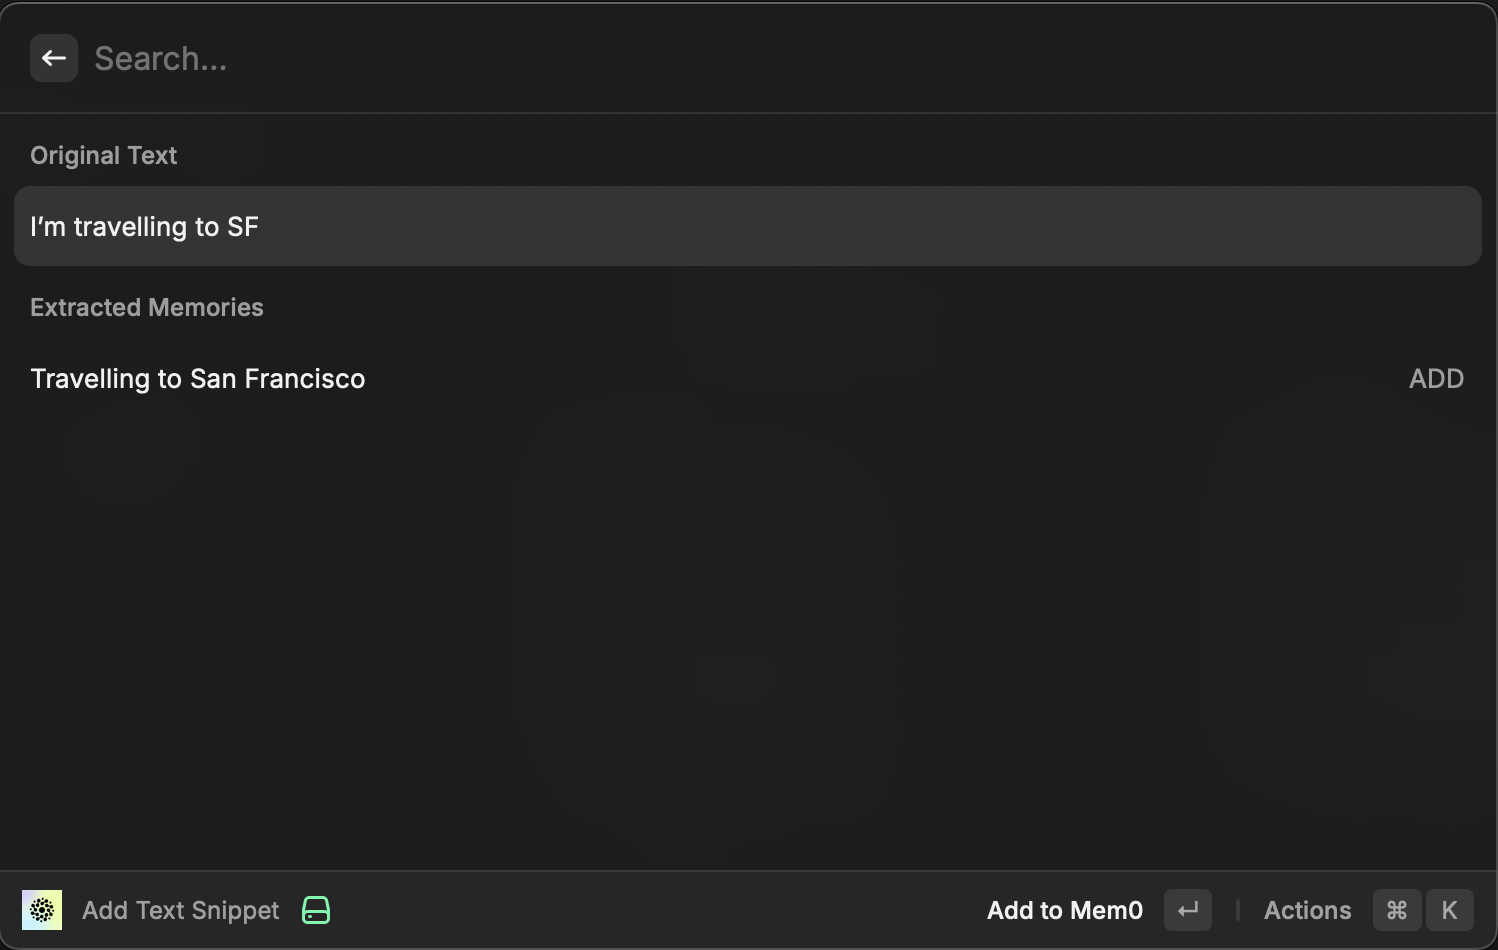 Search...
Original Text
I’m travelling to SF
Extracted Memories
Travelling to San Francisco ADD
Add Text Snippet Add to Mem0 ↵ Actions ⌘ K